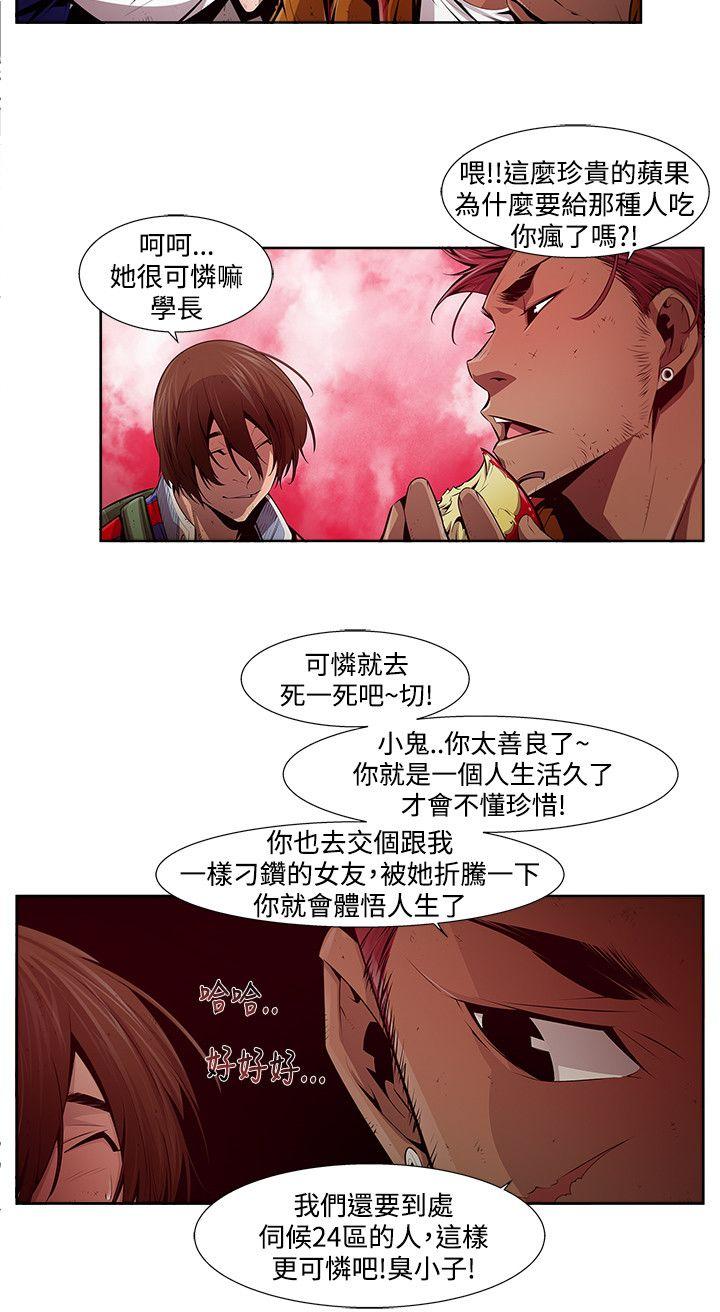 喂!!這麼珍貴的蘋果
為什麼要給那種人吃
你瘋了嗎?!
呵呵...
她很可憐嘛
學長
可憐就去
死一死吧~切!
小鬼..你太善良了~
你就是一個人生活久了
才會不懂珍惜!
你也去交個跟我
一樣刁鑽的女友,被她折騰一下
你就會體悟人生了
哈哈..
好好好...
我們還要到處
伺候24區的人,這樣
更可憐吧!臭小子!